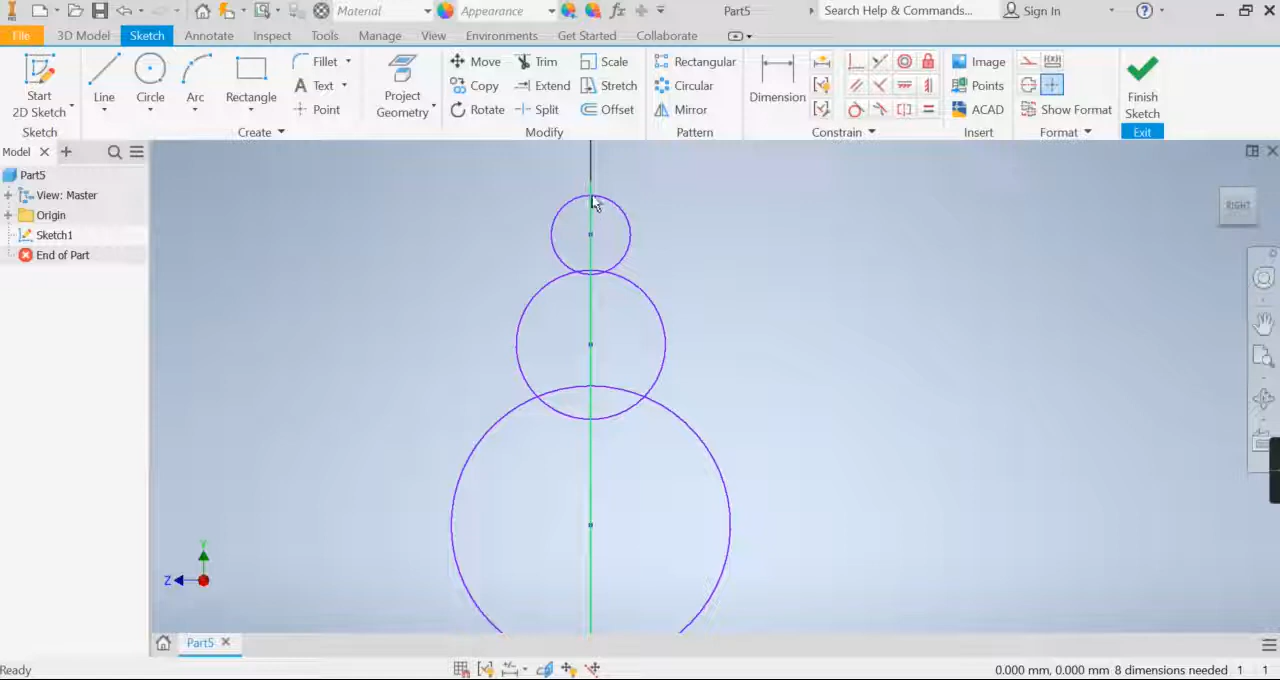 Material Appearance fx Part5 Search Help & Commands... Sign In
File 3D Model Sketch Annotate Inspect Tools Manage View Environments Get Started Collaborate
Start 2D Sketch Line Circle Arc Rectangle Fillet Text Point Project Geometry Move Copy Rotate Trim Extend Split Scale Stretch Offset Rectangular Circular Mirror Dimension Image Points ACAD Show Format Finish Sketch
Sketch Create Modify Pattern Constrain Insert Format Exit
Model
Part5
View: Master
Origin
Sketch1
End of Part
RIGHT
Y
Z
Part5
Ready 0.000 mm, 0.000 mm 8 dimensions needed 1 1